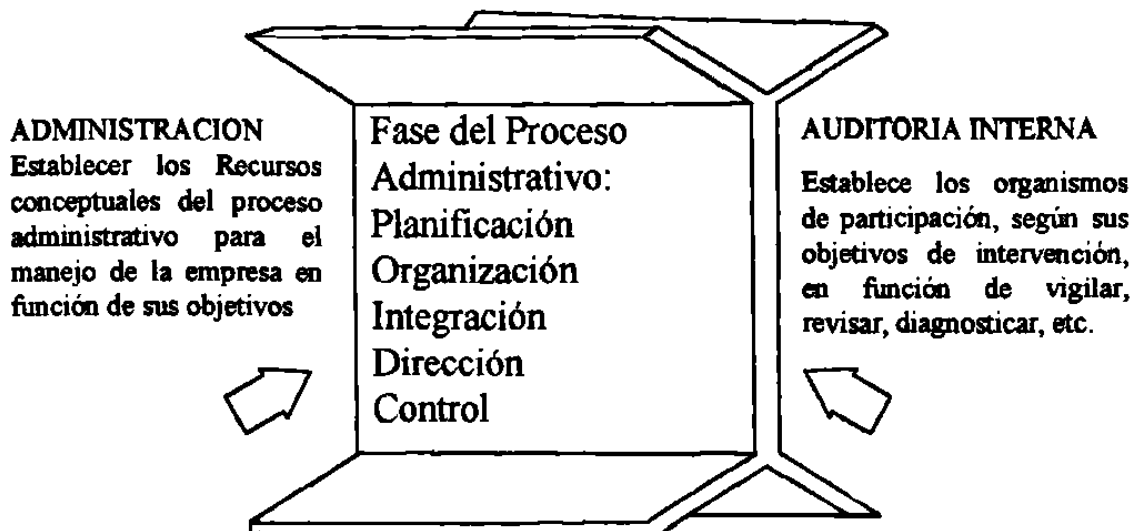 ADMINISTRACION
Establecer los Recursos
conceptuales del proceso
administrativo para el
manejo de la empresa en
función de sus objetivos
Fase del Proceso
Administrativo:
Planificación
Organización
Integración
Dirección
Control
AUDITORIA INTERNA
Establece los organismos
de participación, según sus
objetivos de intervención,
en función de vigilar,
revisar, diagnosticar, etc.